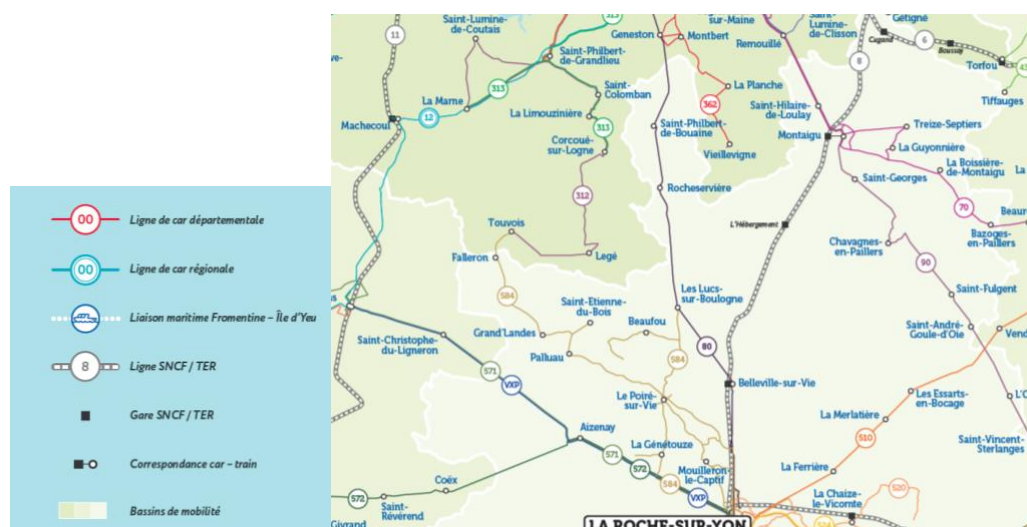 00 Ligne de car départementale
00 Ligne de car régionale
Liaison maritime Fromentine – Île d'Yeu
8 Ligne SNCF / TER
Gare SNCF / TER
Correspondance car – train
Bassins de mobilité
Saint-Lumine-
de-Coutais
313
11
Geneston
sur-Maine
Montbert
Remouillé
Saint-
Lumine-
de-Clisson
Cugand
6
Gétigné
Boussay
Torfou
Tiffauges
Saint-Philbert-
de-Grandlieu
8
La Marne
313
Saint-
Colomban
La Planche
362
Saint-Hilaire-
de-Loulay
Machecoul
12
La Limouzinière
313
Saint-Philbert-
de-Bouaine
Montaigu
Treize-Septiers
Corcoué-
sur-Logne
Vieillevigne
La Guyonnière
La Boissière-
de-Montaigu
312
Rocheservière
Saint-Georges
70
Touvois
L'Hébergement
Bazoges-
en-Paillers
Falleron
Legé
Chavagnes-
en-Paillers
90
584
Les Lucs-
sur-Boulogne
Saint-Fulgent
Saint-Etienne-
du-Bois
Beaufou
Saint-André-
Goule-d'Oie
Saint-Christophe-
du-Ligneron
Grand'Landes
Palluau
584
80
571
VXP
Belleville-sur-Vie
Le Poiré-
sur-Vie
Les Essarts-
en-Bocage
Aizenay
La Merlatière
571
572
La Génétouze
510
Saint-Vincent-
Sterlanges
Mouilleron-
le-Captif
584
VXP
La Ferrière
Coëx
572
Saint-
Révérend
Givrand
520
La Chaize-
le-Vicomte
LA ROCHE-SUR-YON